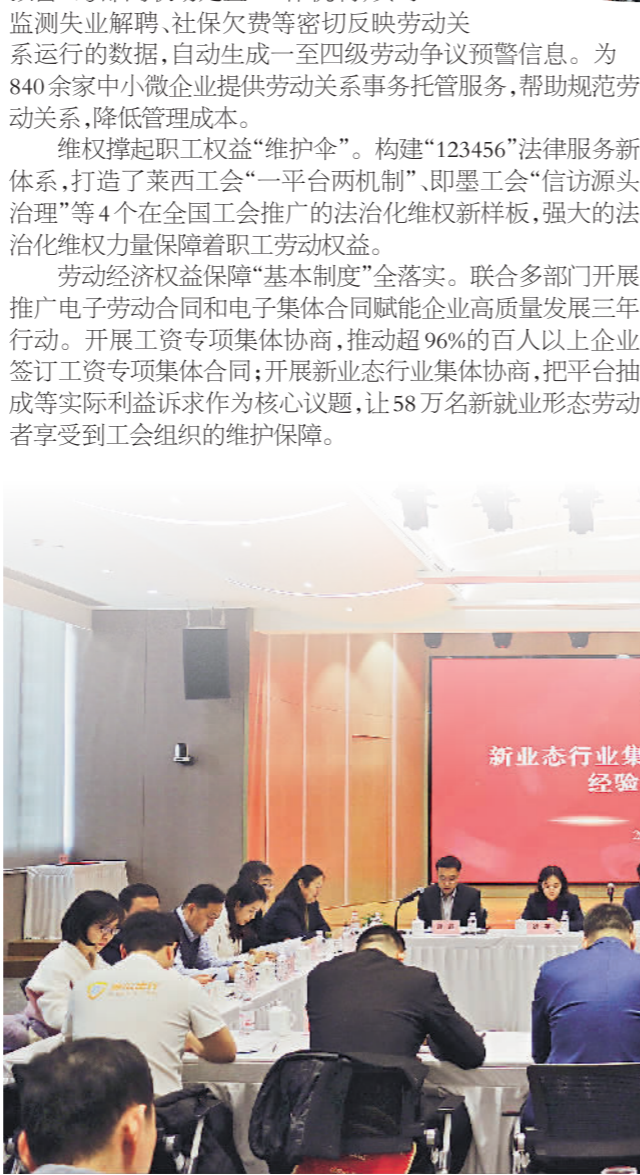 监测失业解聘、社保欠费等密切反映劳动关
系运行的数据,自动生成一至四级劳动争议预警信息。为
840余家中小微企业提供劳动关系事务托管服务,帮助规范劳
动关系,降低管理成本。
维权撑起职工权益“维护伞”。构建“123456”法律服务新
体系,打造了莱西工会“一平台两机制”、即墨工会“信访源头
治理”等4个在全国工会推广的法治化维权新样板,强大的法
治化维权力量保障着职工劳动权益。
劳动经济权益保障“基本制度”全落实。联合多部门开展
推广电子劳动合同和电子集体合同赋能企业高质量发展三年
行动。开展工资专项集体协商,推动超96%的百人以上企业
签订工资专项集体合同;开展新业态行业集体协商,把平台抽
成等实际利益诉求作为核心议题,让58万名新就业形态劳动
者享受到工会组织的维护保障。
新业态行业集
经验
2